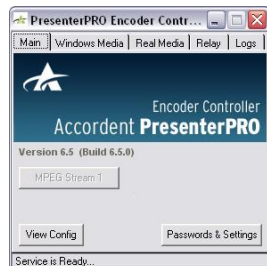 PresenterPRO Encoder Contr...
Main Windows Media Real Media Relay Logs
Encoder Controller
Accordent PresenterPRO
Version 6.5 (Build 6.5.0)
MPEG Stream 1
View Config Passwords & Settings
Service is Ready...